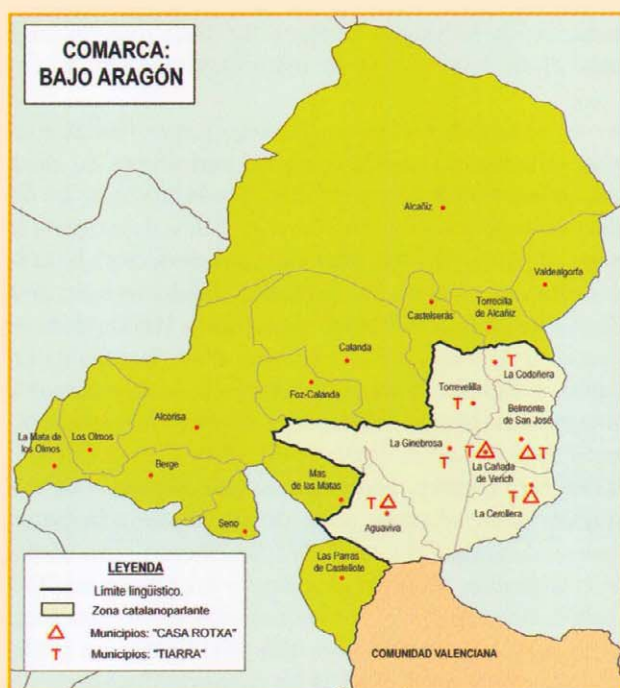 COMARCA:
BAJO ARAGÓN
Alcañiz
Valdealgorfa
Castelserás
Torrecilla
de Alcañiz
Calanda
La Codoñera
Foz-Calanda
Torrevelilla
T
T
Belmonte
de San José
Alcorisa
La Mata de
los Olmos
Los Olmos
La Ginebrosa
T
T
La Cañada
de Verich
T
Berge
Mas
de las Matas
T
Aguaviva
T
La Cerollera
Seno
Las Parras
de Castellote
LEYENDA
Límite lingüístico.
Zona catalanoparlante
Municipios: "CASA ROTXA"
T
Municipios: "TIARRA"
COMUNIDAD VALENCIANA